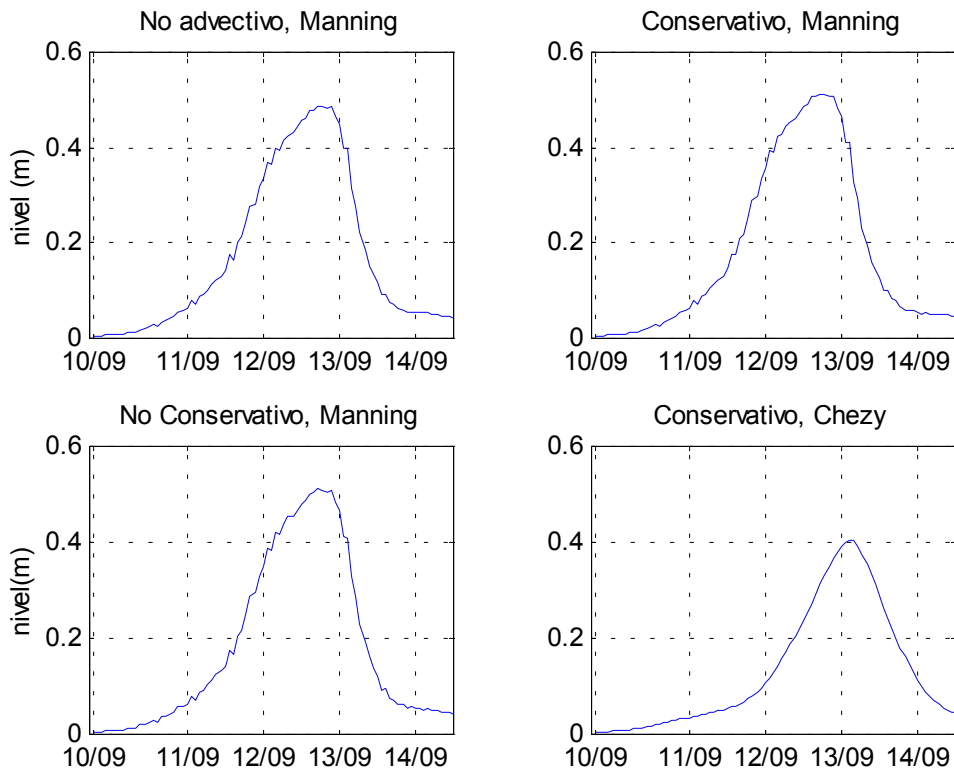 No advectivo, Manning
Conservativo, Manning
nivel (m)
0.6
0.4
0.2
0
10/09 11/09 12/09 13/09 14/09
0.6
0.4
0.2
0
10/09 11/09 12/09 13/09 14/09
No Conservativo, Manning
Conservativo, Chezy
nivel(m)
0.6
0.4
0.2
0
10/09 11/09 12/09 13/09 14/09
0.6
0.4
0.2
0
10/09 11/09 12/09 13/09 14/09